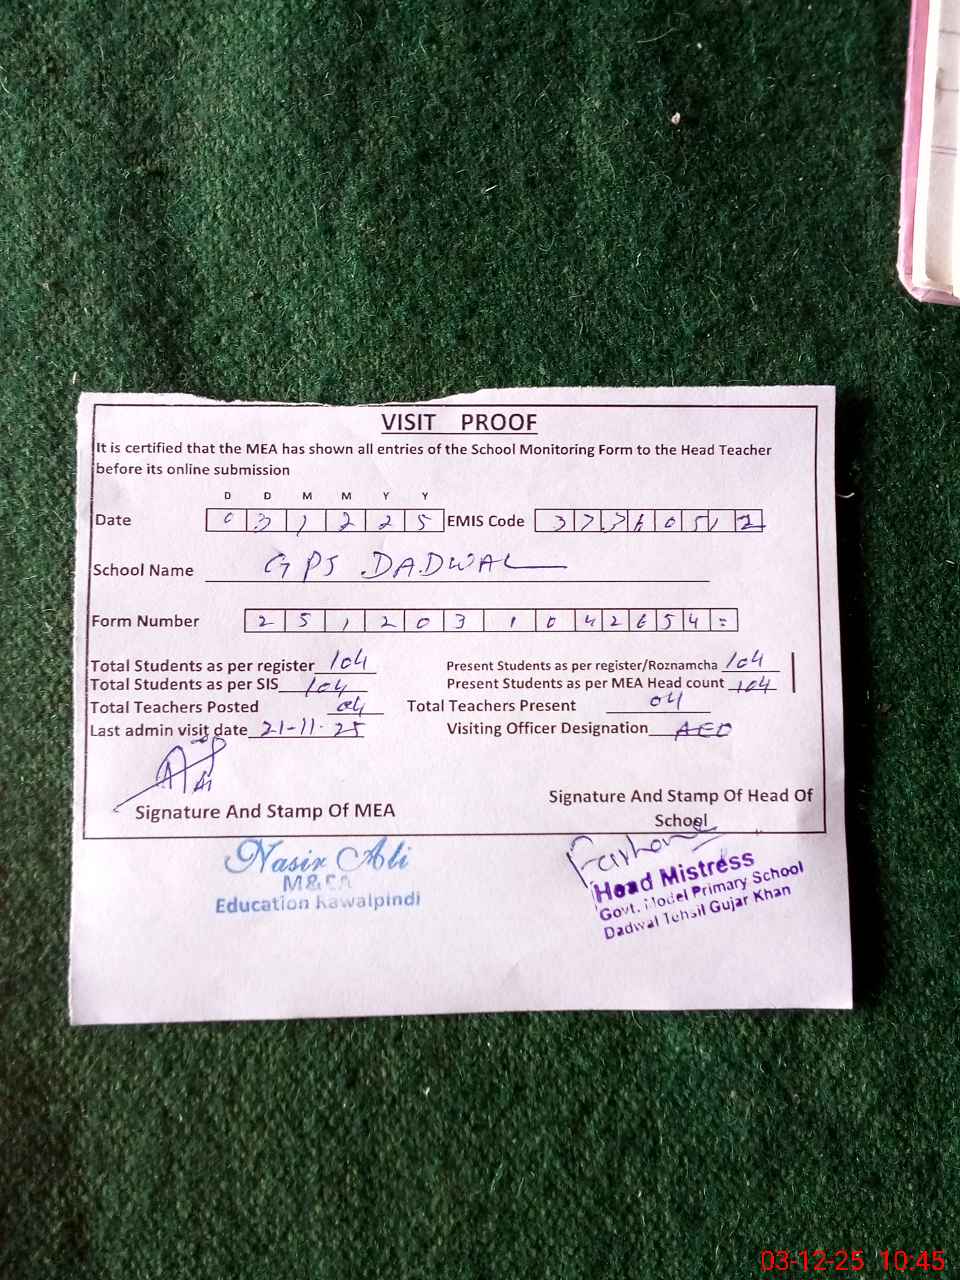 VISIT PROOF
It is certified that the MEA has shown all entries of the School Monitoring Form to the Head Teacher
before its online submission
D D M M Y Y
Date 0 3 1 2 2 5 EMIS Code 3 7 3 1 0 5 1 2
School Name GPS DADWAL
Form Number 2 5 1 2 0 3 1 0 4 2 6 5 4 =
Total Students as per register 104 Present Students as per register/Roznamcha 104
Total Students as per SIS 104 Present Students as per MEA Head count 104
Total Teachers Posted 04 Total Teachers Present 04
Last admin visit date 21-11-25 Visiting Officer Designation AEO
Signature And Stamp Of MEA Signature And Stamp Of Head Of
School
Nasir Ali
Education Rawalpindi
Head Mistress
Govt. Model Primary School
Dadwal Tehsil Gujar Khan
03-12-25 10:45